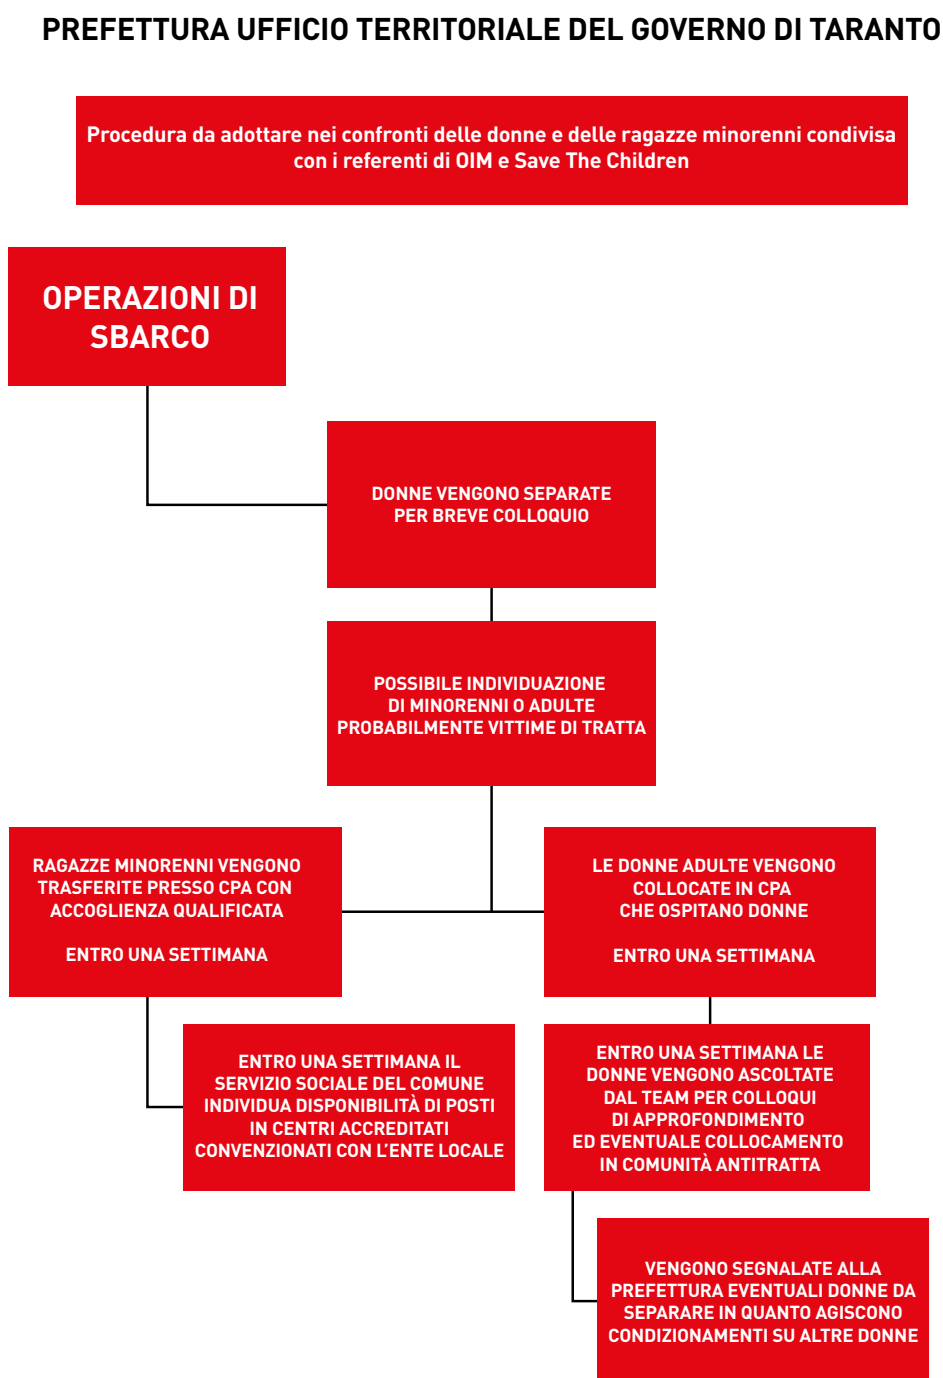 PREFETTURA UFFICIO TERRITORIALE DEL GOVERNO DI TARANTO
Procedura da adottare nei confronti delle donne e delle ragazze minorenni condivisa
con i referenti di OIM e Save The Children
OPERAZIONI DI
SBARCO
DONNE VENGONO SEPARATE
PER BREVE COLLOQUIO
POSSIBILE INDIVIDUAZIONE
DI MINORENNI O ADULTE
PROBABILMENTE VITTIME DI TRATTA
RAGAZZE MINORENNI VENGONO
TRASFERITE PRESSO CPA CON
ACCOGLIENZA QUALIFICATA
ENTRO UNA SETTIMANA
ENTRO UNA SETTIMANA IL
SERVIZIO SOCIALE DEL COMUNE
INDIVIDUA DISPONIBILITÀ DI POSTI
IN CENTRI ACCREDITATI
CONVENZIONATI CON L'ENTE LOCALE
LE DONNE ADULTE VENGONO
COLLOCATE IN CPA
CHE OSPITANO DONNE
ENTRO UNA SETTIMANA
ENTRO UNA SETTIMANA LE
DONNE VENGONO ASCOLTATE
DAL TEAM PER COLLOQUI
DI APPROFONDIMENTO
ED EVENTUALE COLLOCAMENTO
IN COMUNITÀ ANTITRATTA
VENGONO SEGNALATE ALLA
PREFETTURA EVENTUALI DONNE DA
SEPARARE IN QUANTO AGISCONO
CONDIZIONAMENTI SU ALTRE DONNE